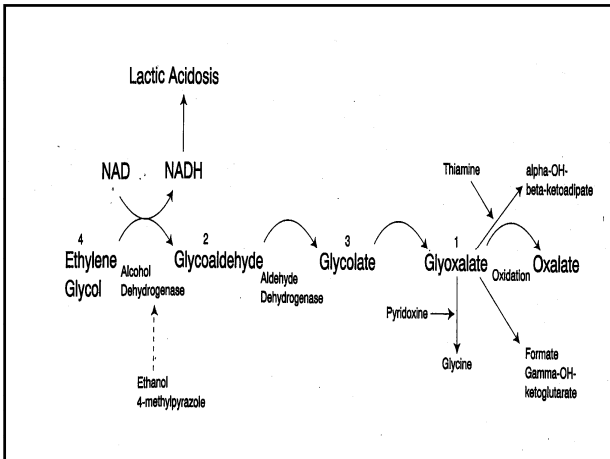 Lactic Acidosis
NAD
NADH
Thiamine
alpha-OH-
beta-ketoadipate
4
Ethylene
Glycol
Alcohol
Dehydrogenase
2
Glycoaldehyde
Aldehyde
Dehydrogenase
3
Glycolate
1
Glyoxalate
Oxidation
Oxalate
Pyridoxine
Glycine
Formate
Gamma-OH-
ketoglutarate
Ethanol
4-methylpyrazole